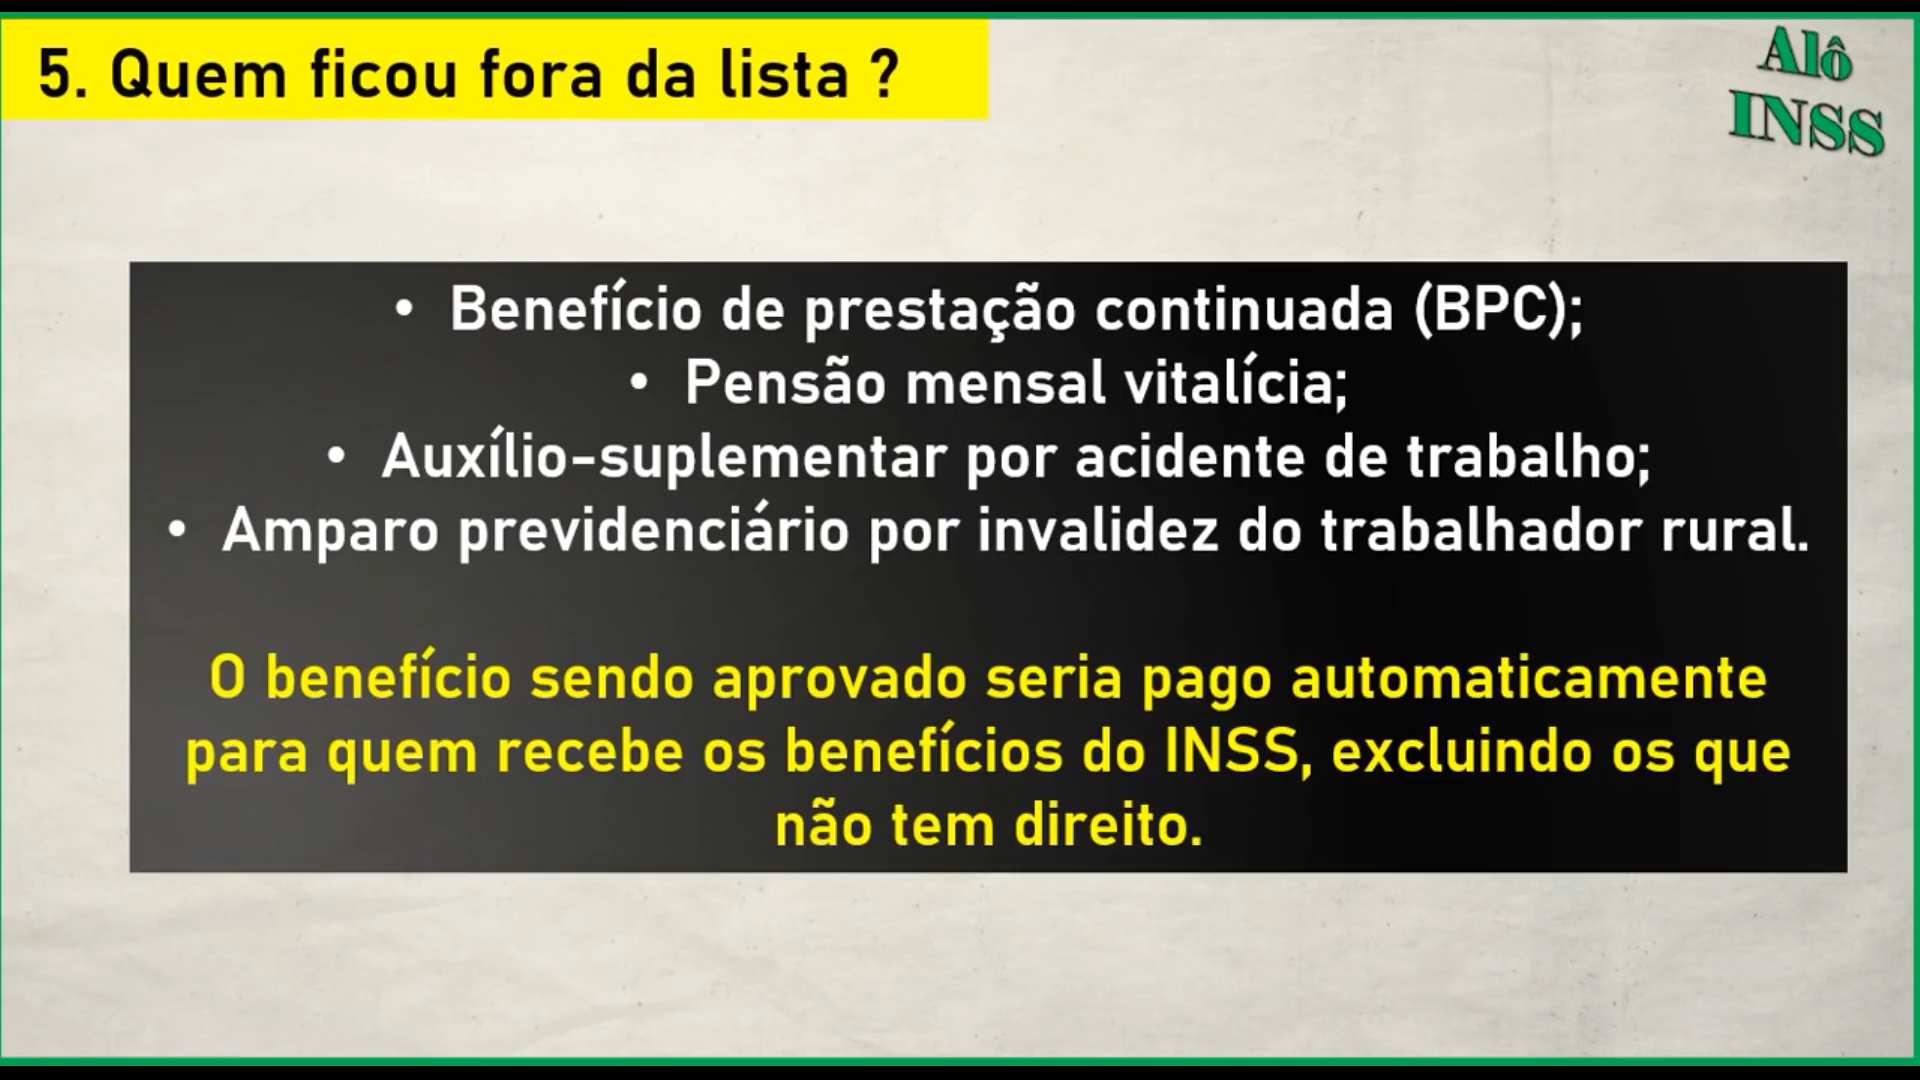 5. Quem ficou fora da lista ?
Alô
INSS
• Benefício de prestação continuada (BPC);
• Pensão mensal vitalícia;
• Auxílio-suplementar por acidente de trabalho;
• Amparo previdenciário por invalidez do trabalhador rural.
O benefício sendo aprovado seria pago automaticamente
para quem recebe os benefícios do INSS, excluindo os que
não tem direito.